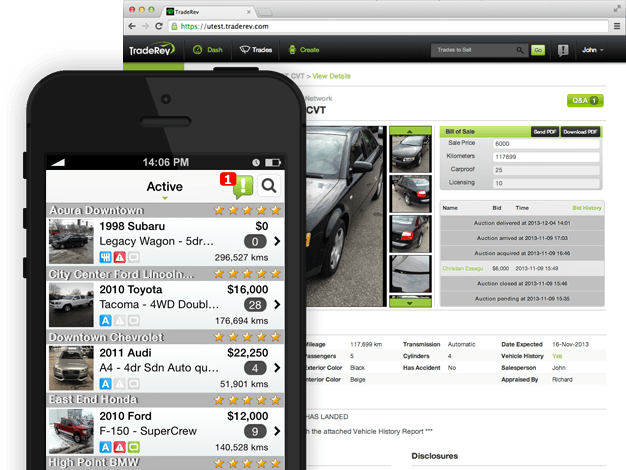 TradeRev
https://utest.traderev.com
TradeRev
Dash
Trades
Create
Trades to Sell
Go
John
CVT > View Details
Network
CVT
Q&A 1
Bill of Sale
Send PDF
Download PDF
Sale Price 6000
Kilometers 117699
Carproof 25
Licensing 10
Name Bid Time Bid History
Auction delivered at 2013-12-04 14:01
Auction arrived at 2013-11-09 17:03
Auction acquired at 2013-11-09 16:46
Christian Essagu $6,000 2013-11-09 15:49
Auction closed at 2013-11-09 15:46
Auction pending at 2013-11-09 15:35
Mileage 117,699 km Transmission Automatic Date Expected 16-Nov-2013
Passengers 5 Cylinders 4 Vehicle History Yes
Exterior Color Black Has Accident No Salesperson John
Interior Color Beige Appraised By Richard
HAS LANDED
h the attached Vehicle History Report ***
Disclosures
14:06 PM
Active
1
Acura Downtown
1998 Subaru $0
Legacy Wagon - 5dr... 0
296,527 kms
City Center Ford Lincoln...
2010 Toyota $16,000
Tacoma - 4WD Doubl... 28
176,694 kms
Downtown Chevrolet
2011 Audi $22,250
A4 - 4dr Sdn Auto qu... 4
51,901 kms
East End Honda
2010 Ford $12,000
F-150 - SuperCrew 9
140,528 kms
High Point BMW